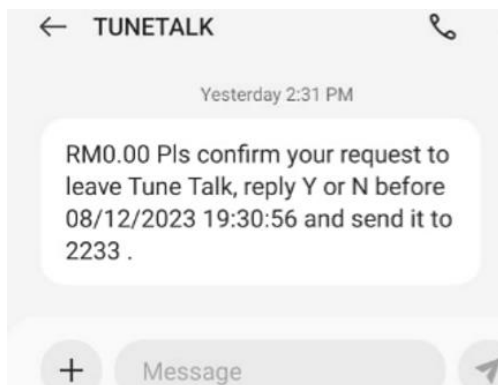 TUNETALK
Yesterday 2:31 PM
RM0.00 Pls confirm your request to
leave Tune Talk, reply Y or N before
08/12/2023 19:30:56 and send it to
2233 .
Message